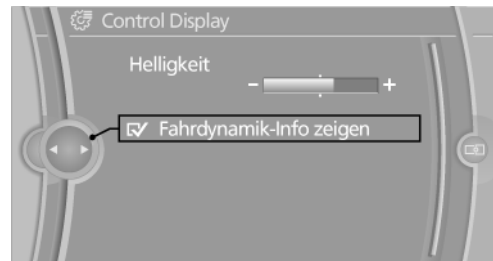 Control Display
Helligkeit
- +
Fahrdynamik-Info zeigen